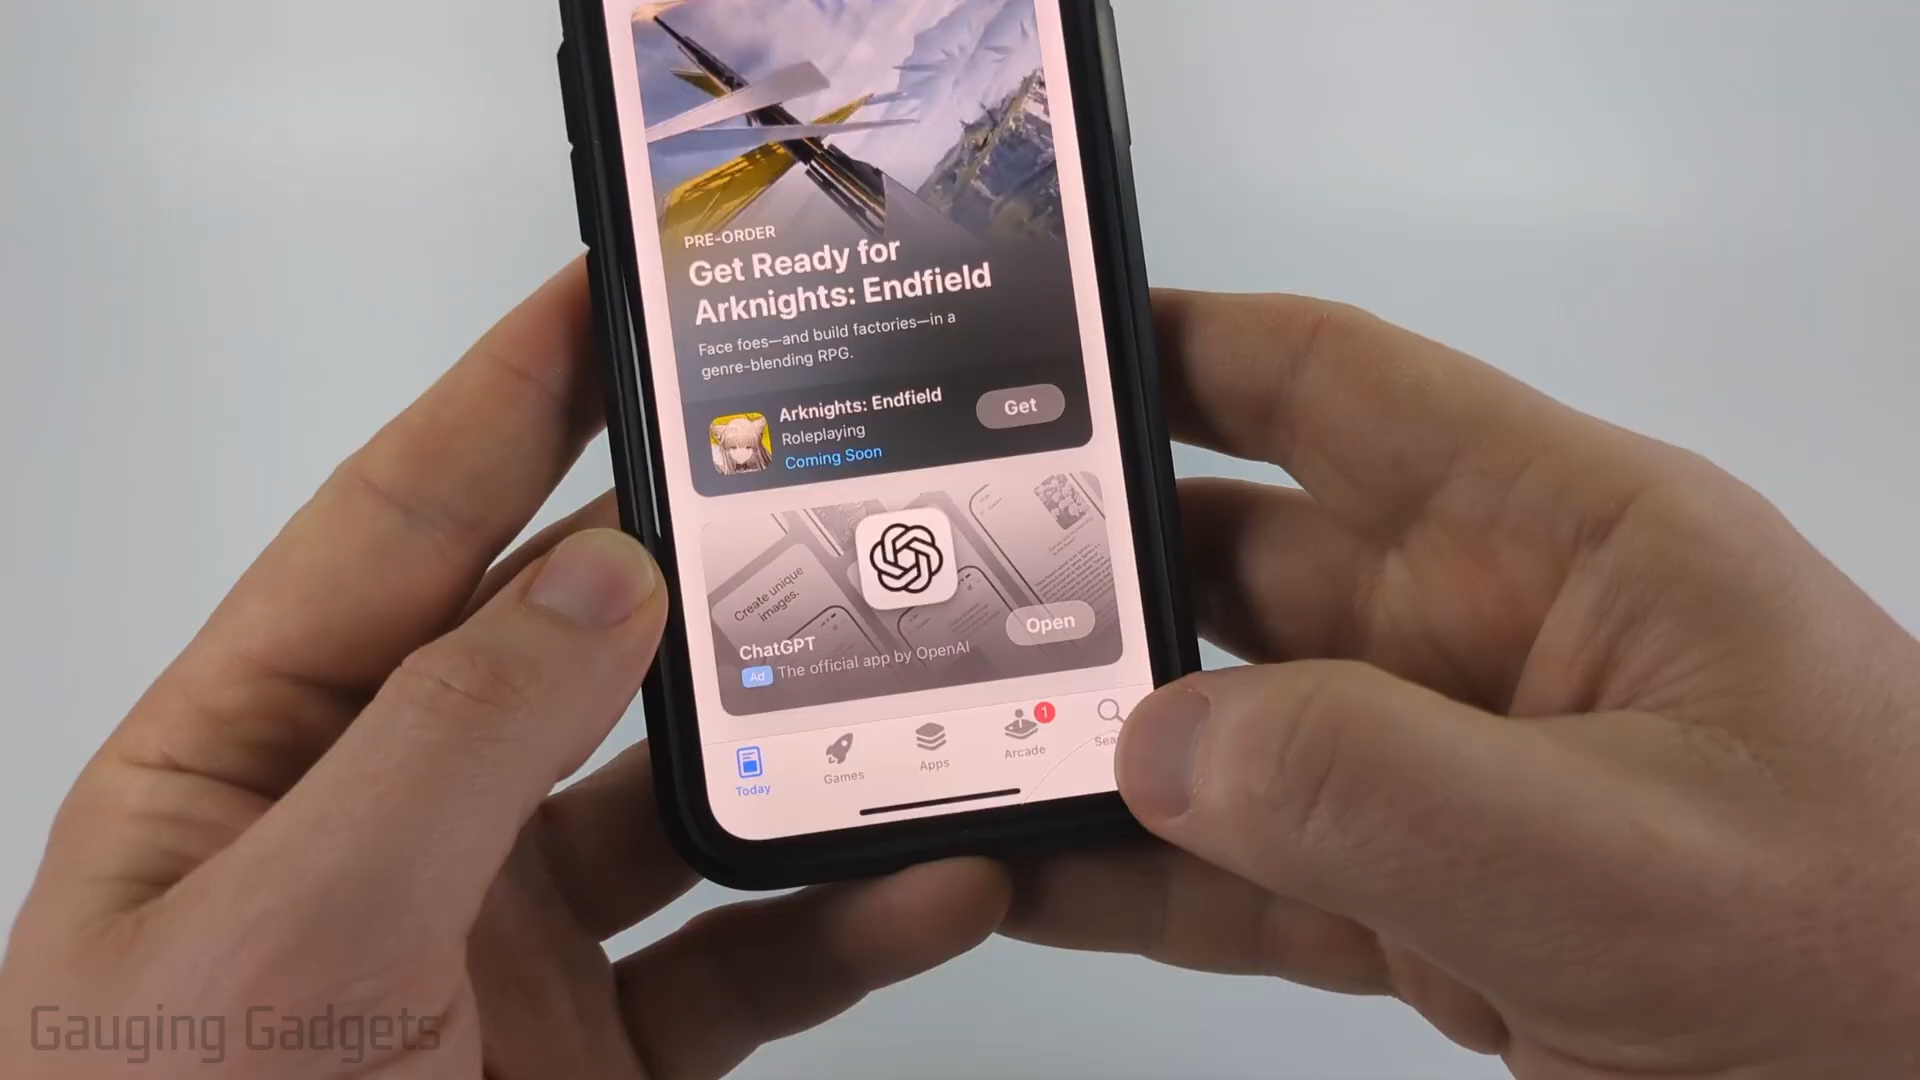 PRE-ORDER
Get Ready for
Arknights: Endfield
Face foes—and build factories—in a
genre-blending RPG.
Arknights: Endfield
Roleplaying
Coming Soon
Get
Create unique
images.
ChatGPT
Ad The official app by OpenAI
Open
Today
Games
Apps
Arcade
1
Gauging Gadgets